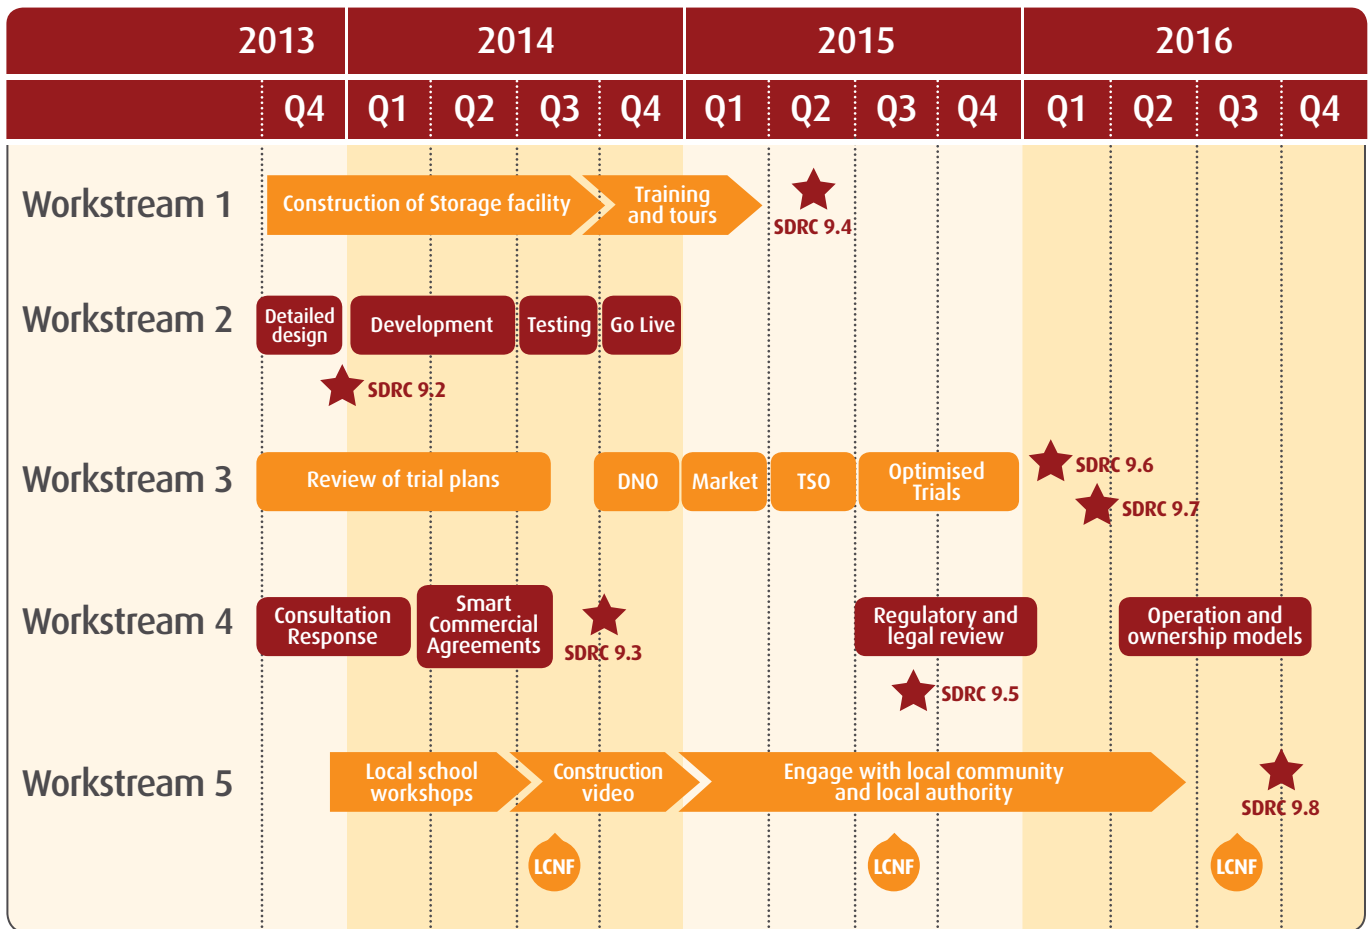 2013 2014 2015 2016
Q4 Q1 Q2 Q3 Q4 Q1 Q2 Q3 Q4 Q1 Q2 Q3 Q4
Workstream 1
Construction of Storage facility
Training
and tours
SDRC 9.4
Workstream 2
Detailed
design
Development
Testing
Go Live
SDRC 9.2
Workstream 3
Review of trial plans
DNO
Market
TSO
Optimised
Trials
SDRC 9.6
SDRC 9.7
Workstream 4
Consultation
Response
Smart
Commercial
Agreements
SDRC 9.3
Regulatory and
legal review
SDRC 9.5
Operation and
ownership models
Workstream 5
Local school
workshops
Construction
video
Engage with local community
and local authority
SDRC 9.8
LCNF
LCNF
LCNF